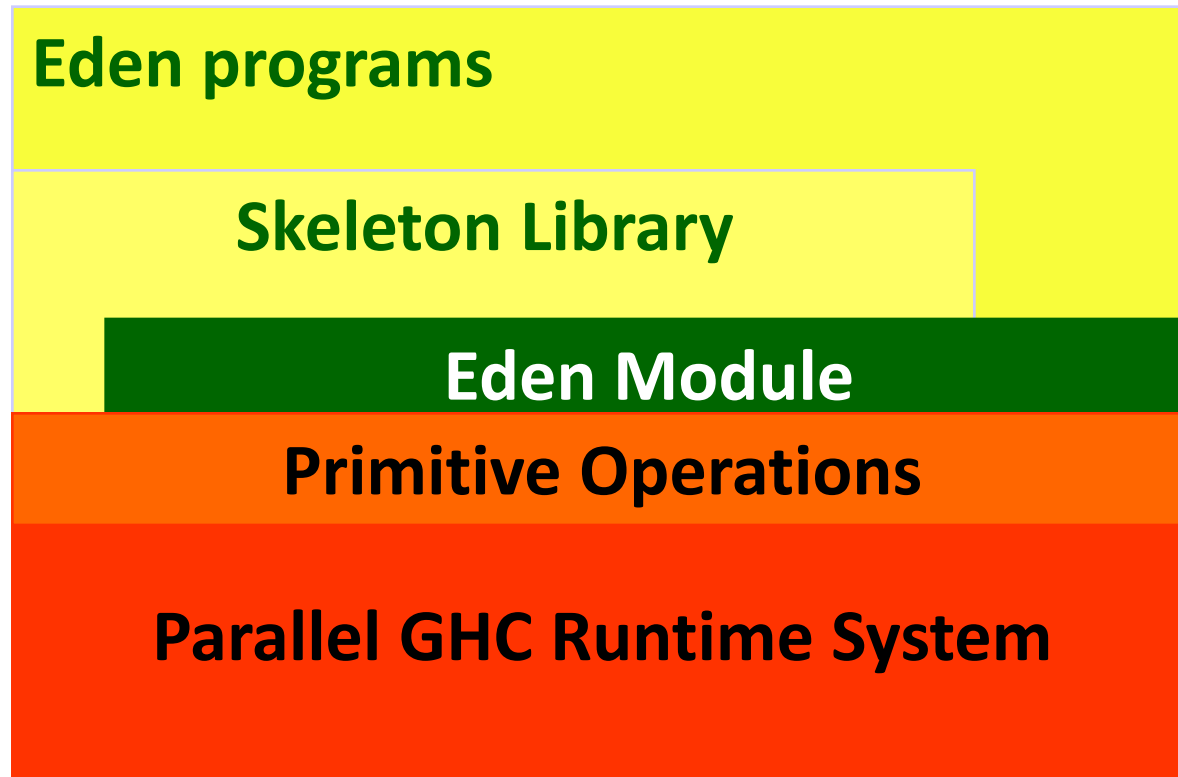 Eden programs
Skeleton Library
Eden Module
Primitive Operations
Parallel GHC Runtime System